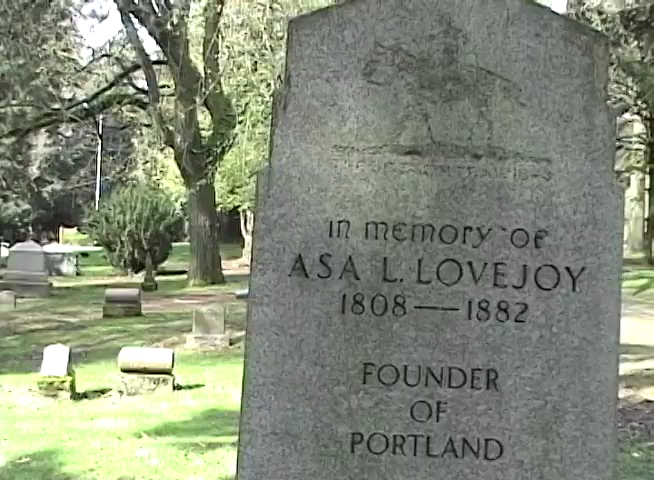 in memory of
ASA L. LOVEJOY
1808—1882
FOUNDER
OF
PORTLAND